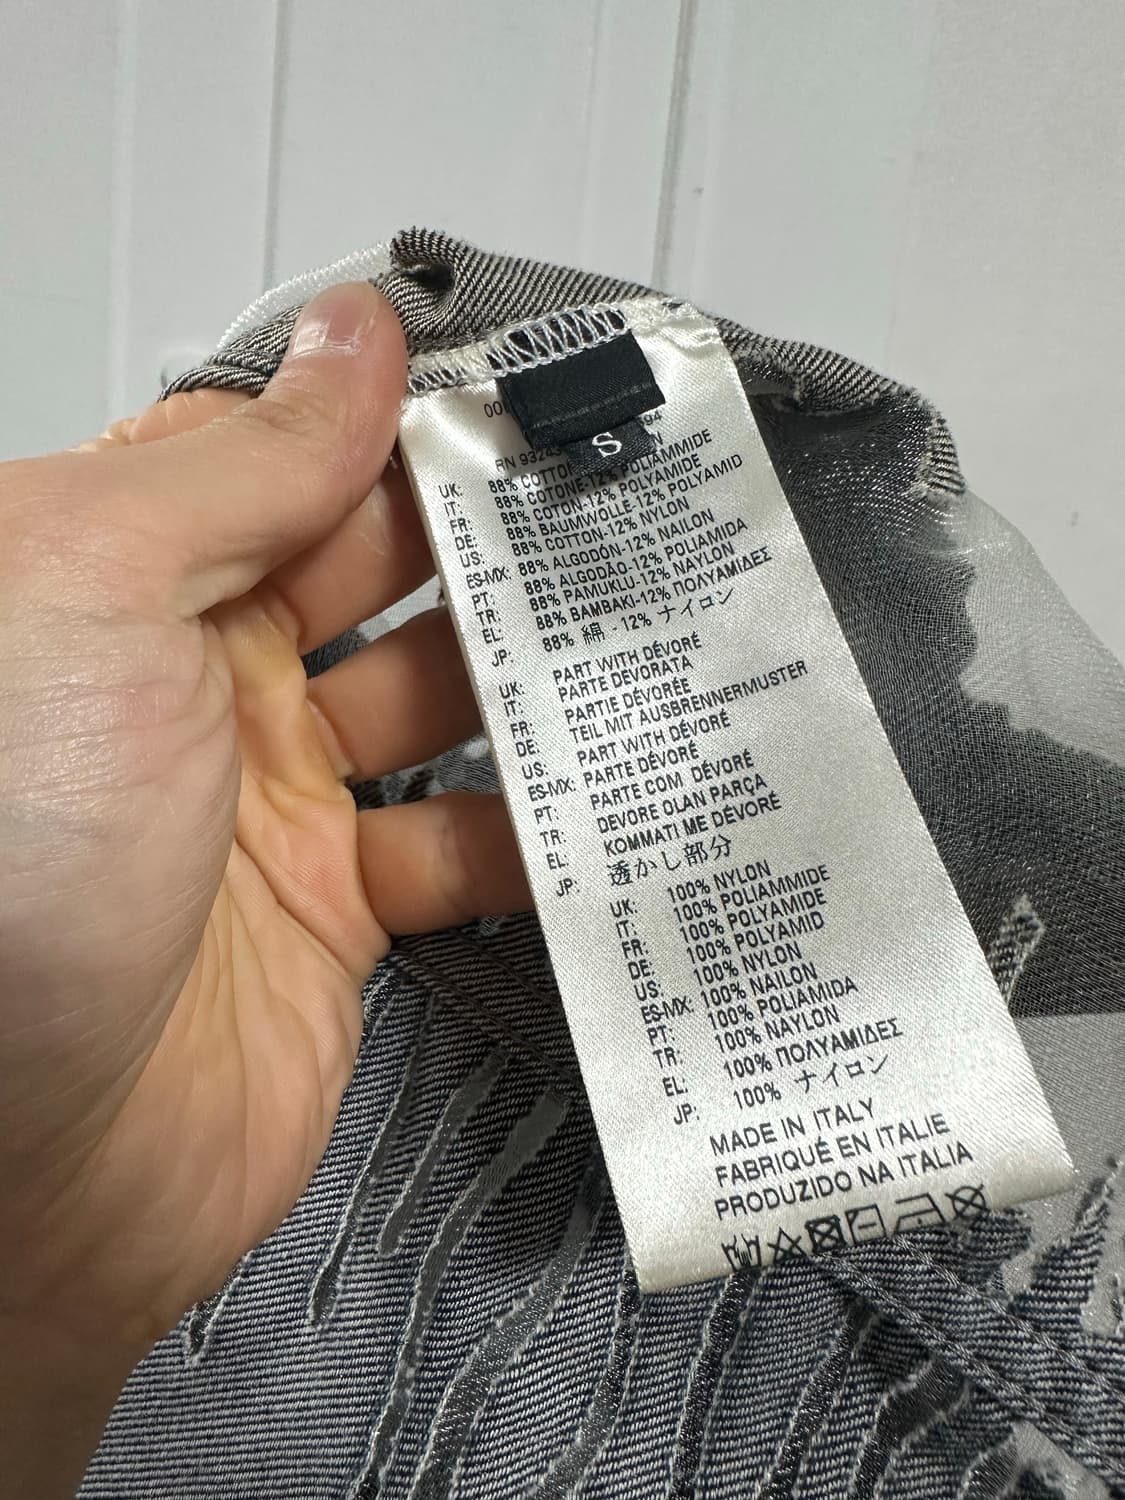 S
RN 9324
UK: 88% COTTON
IT: 88% COTONE-12% POLIAMMIDE
FR: 88% COTON-12% POLYAMIDE
DE: 88% BAUMWOLLE-12% POLYAMID
US: 88% COTTON-12% NYLON
ES-MX: 88% ALGODÓN-12% NAILON
PT: 88% ALGODÃO-12% POLIAMIDA
TR: 88% PAMUKLU-12% NAYLON
EL: 88% ΒΑΜΒΑΚΙ-12% ΠΟΛΥΑΜΙΔΕΣ
JP: 88% 綿 - 12% ナイロン
UK: PART WITH DÉVORÉ
IT: PARTE DEVORATA
FR: PARTIE DÉVORÉE
DE: TEIL MIT AUSBRENNERMUSTER
US: PART WITH DÉVORÉ
ES-MX: PARTE DÉVORÉ
PT: PARTE COM DÉVORÉ
TR: DEVORE OLAN PARÇA
EL: ΚΟΜΜΑΤΙ ΜΕ DÉVORÉ
JP: 透かし部分
UK: 100% NYLON
IT: 100% POLIAMMIDE
FR: 100% POLYAMIDE
DE: 100% POLYAMID
US: 100% NYLON
ES-MX: 100% NAILON
PT: 100% POLIAMIDA
TR: 100% NAYLON
EL: 100% ΠΟΛΥΑΜΙΔΕΣ
JP: 100% ナイロン
MADE IN ITALY
FABRIQUÉ EN ITALIE
PRODUZIDO NA ITALIA